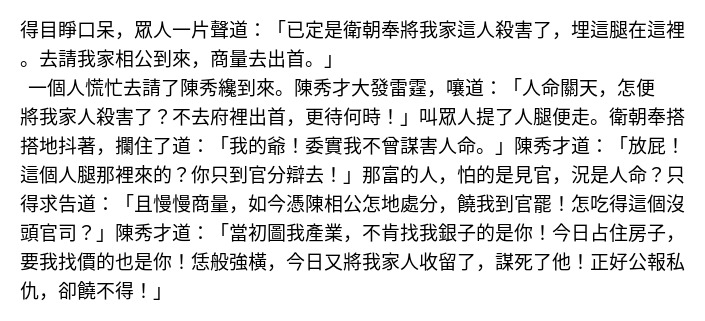 得目睜口呆，眾人一片聲道：「已定是衛朝奉將我家這人殺害了，埋這腿在這裡
。去請我家相公到來，商量去出首。」
一個人慌忙去請了陳秀纔到來。陳秀才大發雷霆，嚷道：「人命關天，怎便
將我家人殺害了？不去府裡出首，更待何時！」叫眾人提了人腿便走。衛朝奉搭
搭地抖著，攔住了道：「我的爺！委實我不曾謀害人命。」陳秀才道：「放屁！
這個人腿那裡來的？你只到官分辯去！」那富的人，怕的是見官，況是人命？只
得求告道：「且慢慢商量，如今憑陳相公怎地處分，饒我到官罷！怎吃得這個沒
頭官司？」陳秀才道：「當初圖我產業，不肯找我銀子的是你！今日占住房子，
要我找價的也是你！恁般強橫，今日又將我家人收留了，謀死了他！正好公報私
仇，卻饒不得！」